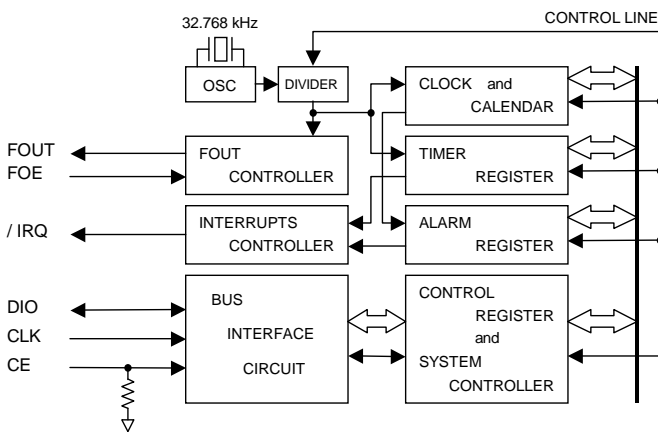 32.768 kHz
CONTROL LINE
OSC
DIVIDER
CLOCK and
CALENDAR
FOUT
FOE
FOUT
CONTROLLER
TIMER
REGISTER
/ IRQ
INTERRUPTS
CONTROLLER
ALARM
REGISTER
DIO
CLK
CE
BUS
INTERFACE
CIRCUIT
CONTROL
REGISTER
and
SYSTEM
CONTROLLER